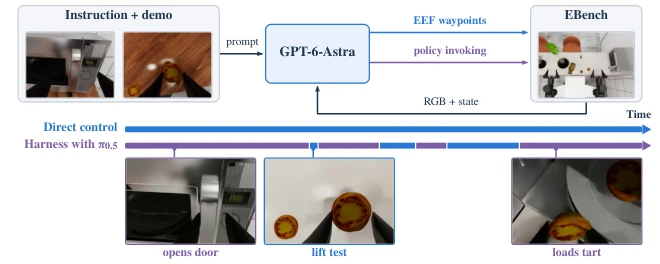 Instruction + demo
prompt
GPT-6-Astra
EEF waypoints
policy invoking
EBench
RGB + state
Time
Direct control
Harness with π0.5
opens door
lift test
loads tart